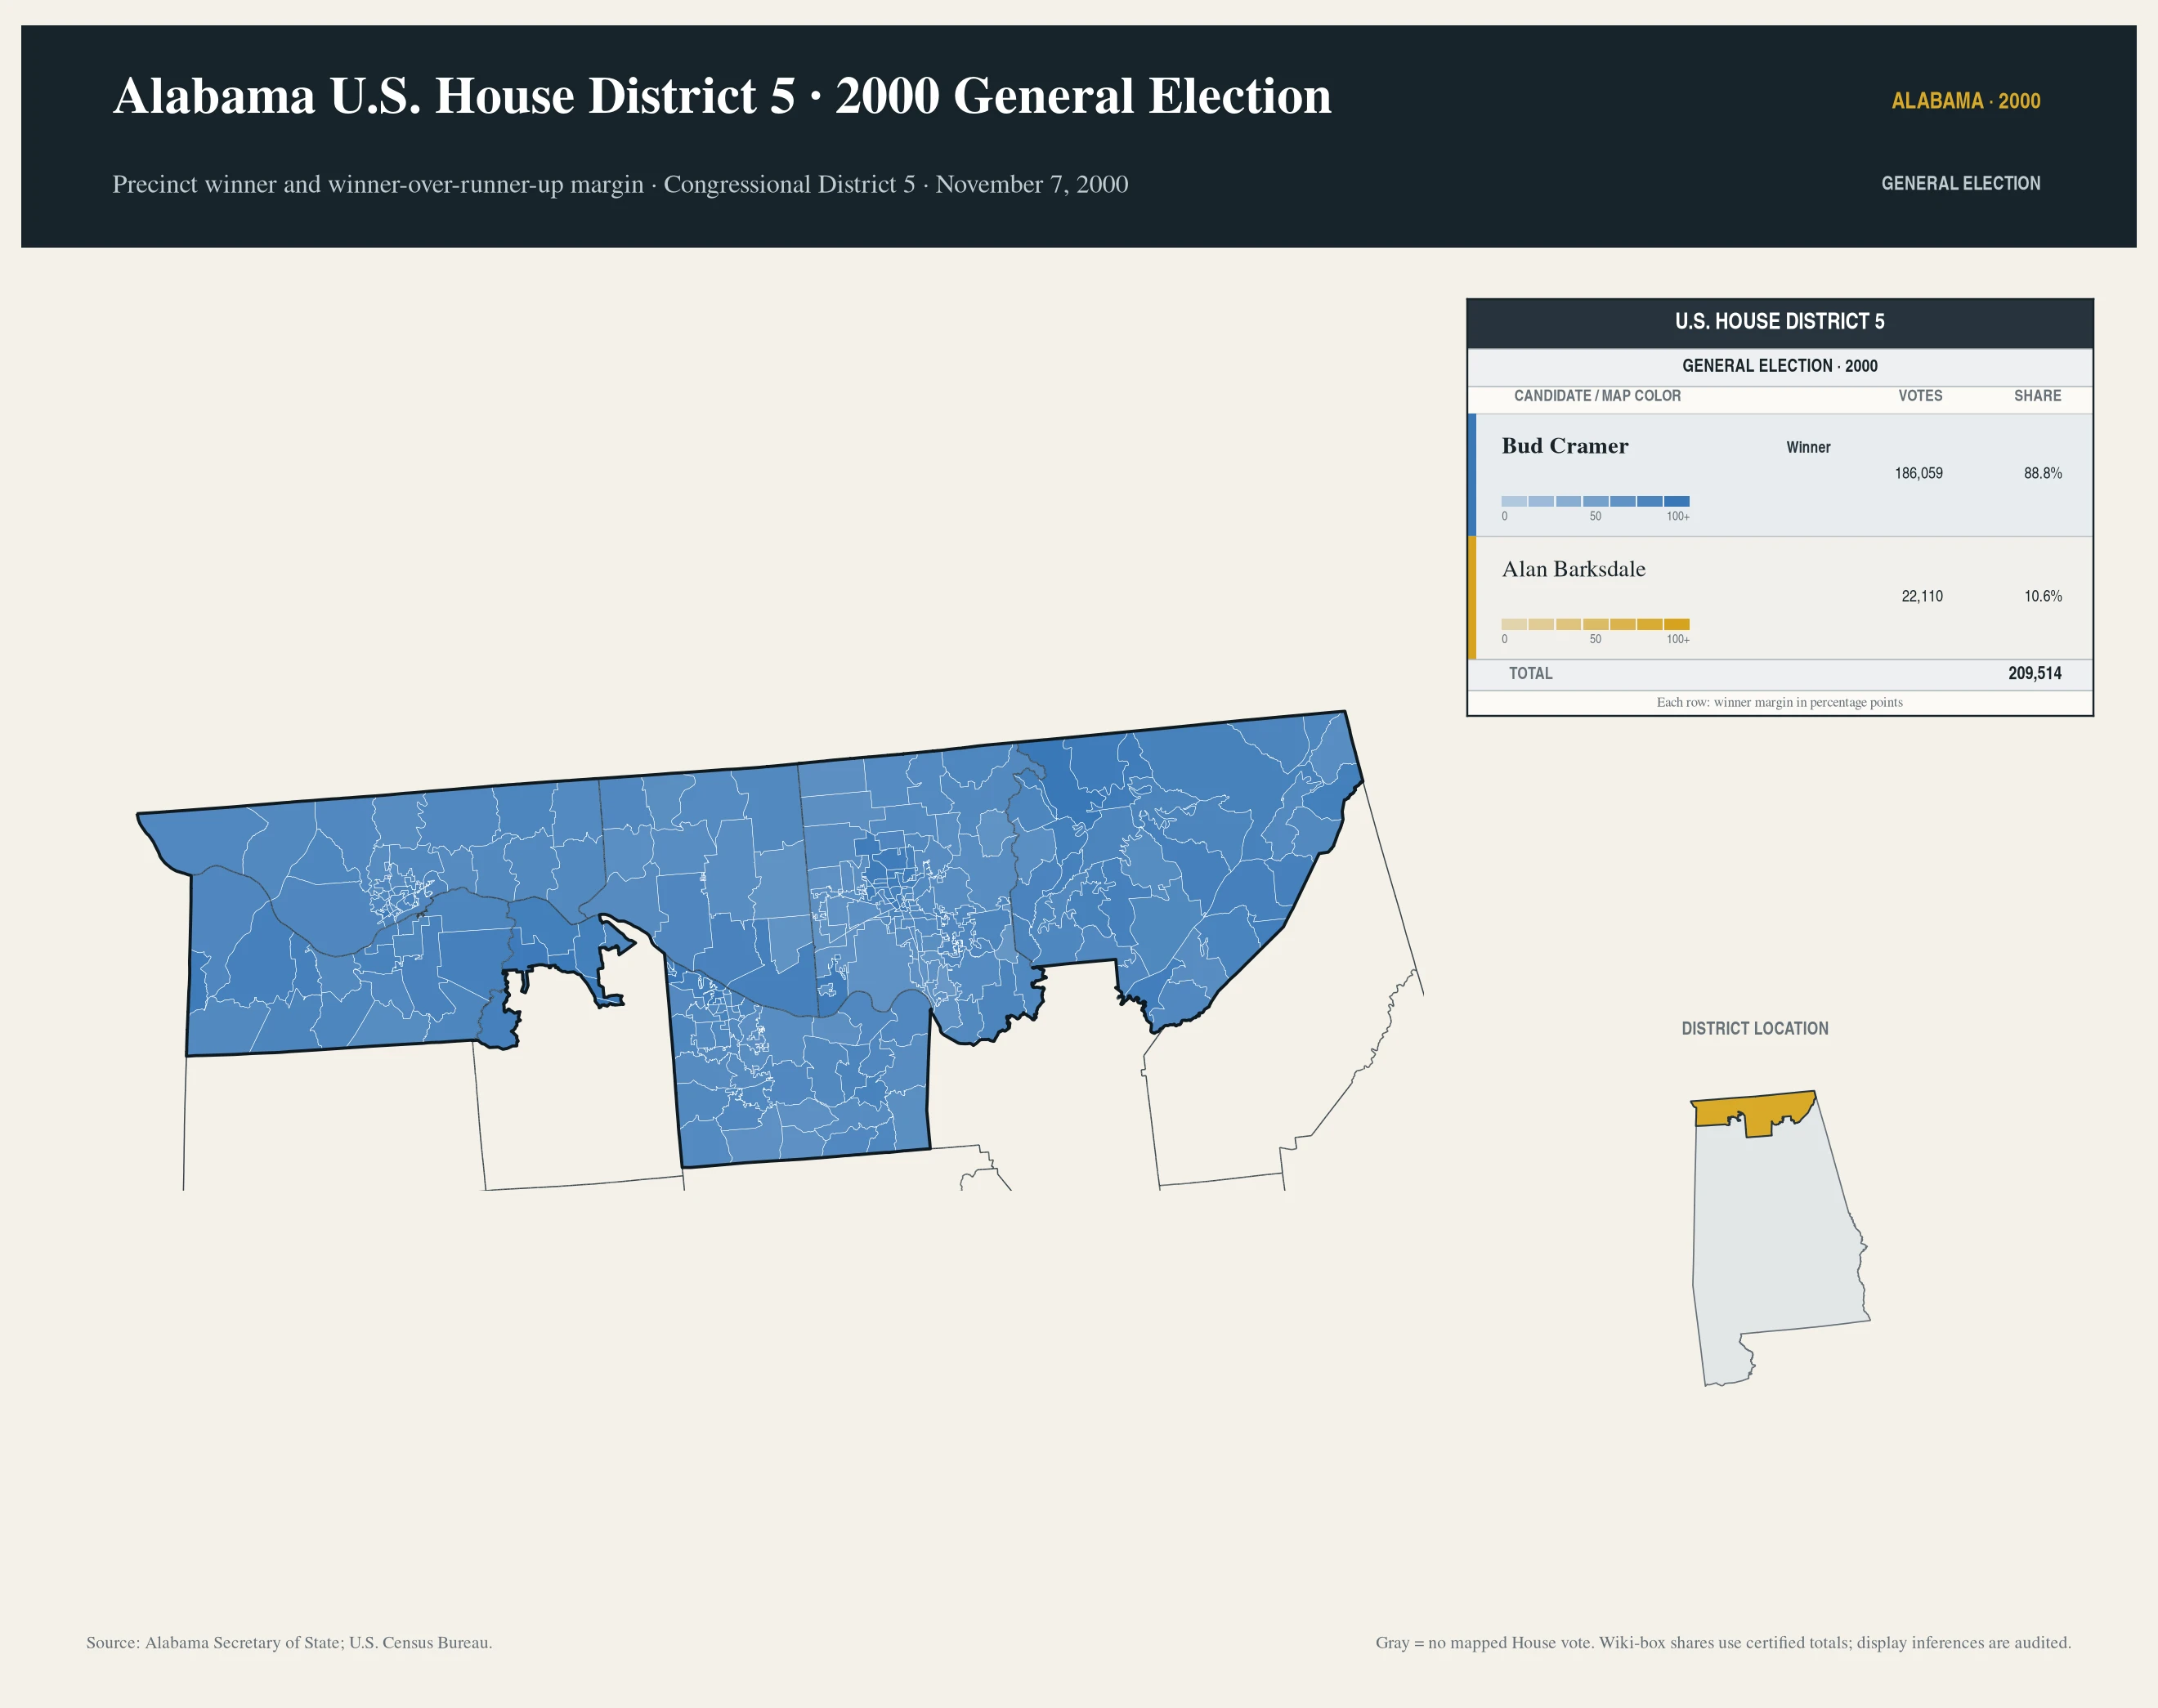 Alabama U.S. House District 5 · 2000 General Election
ALABAMA · 2000
Precinct winner and winner-over-runner-up margin · Congressional District 5 · November 7, 2000
GENERAL ELECTION
U.S. HOUSE DISTRICT 5
GENERAL ELECTION · 2000
CANDIDATE / MAP COLOR VOTES SHARE
Bud Cramer Winner
186,059 88.8%
0 50 100+
Alan Barksdale
22,110 10.6%
0 50 100+
TOTAL 209,514
Each row: winner margin in percentage points
DISTRICT LOCATION
Source: Alabama Secretary of State; U.S. Census Bureau.
Gray = no mapped House vote. Wiki-box shares use certified totals; display inferences are audited.